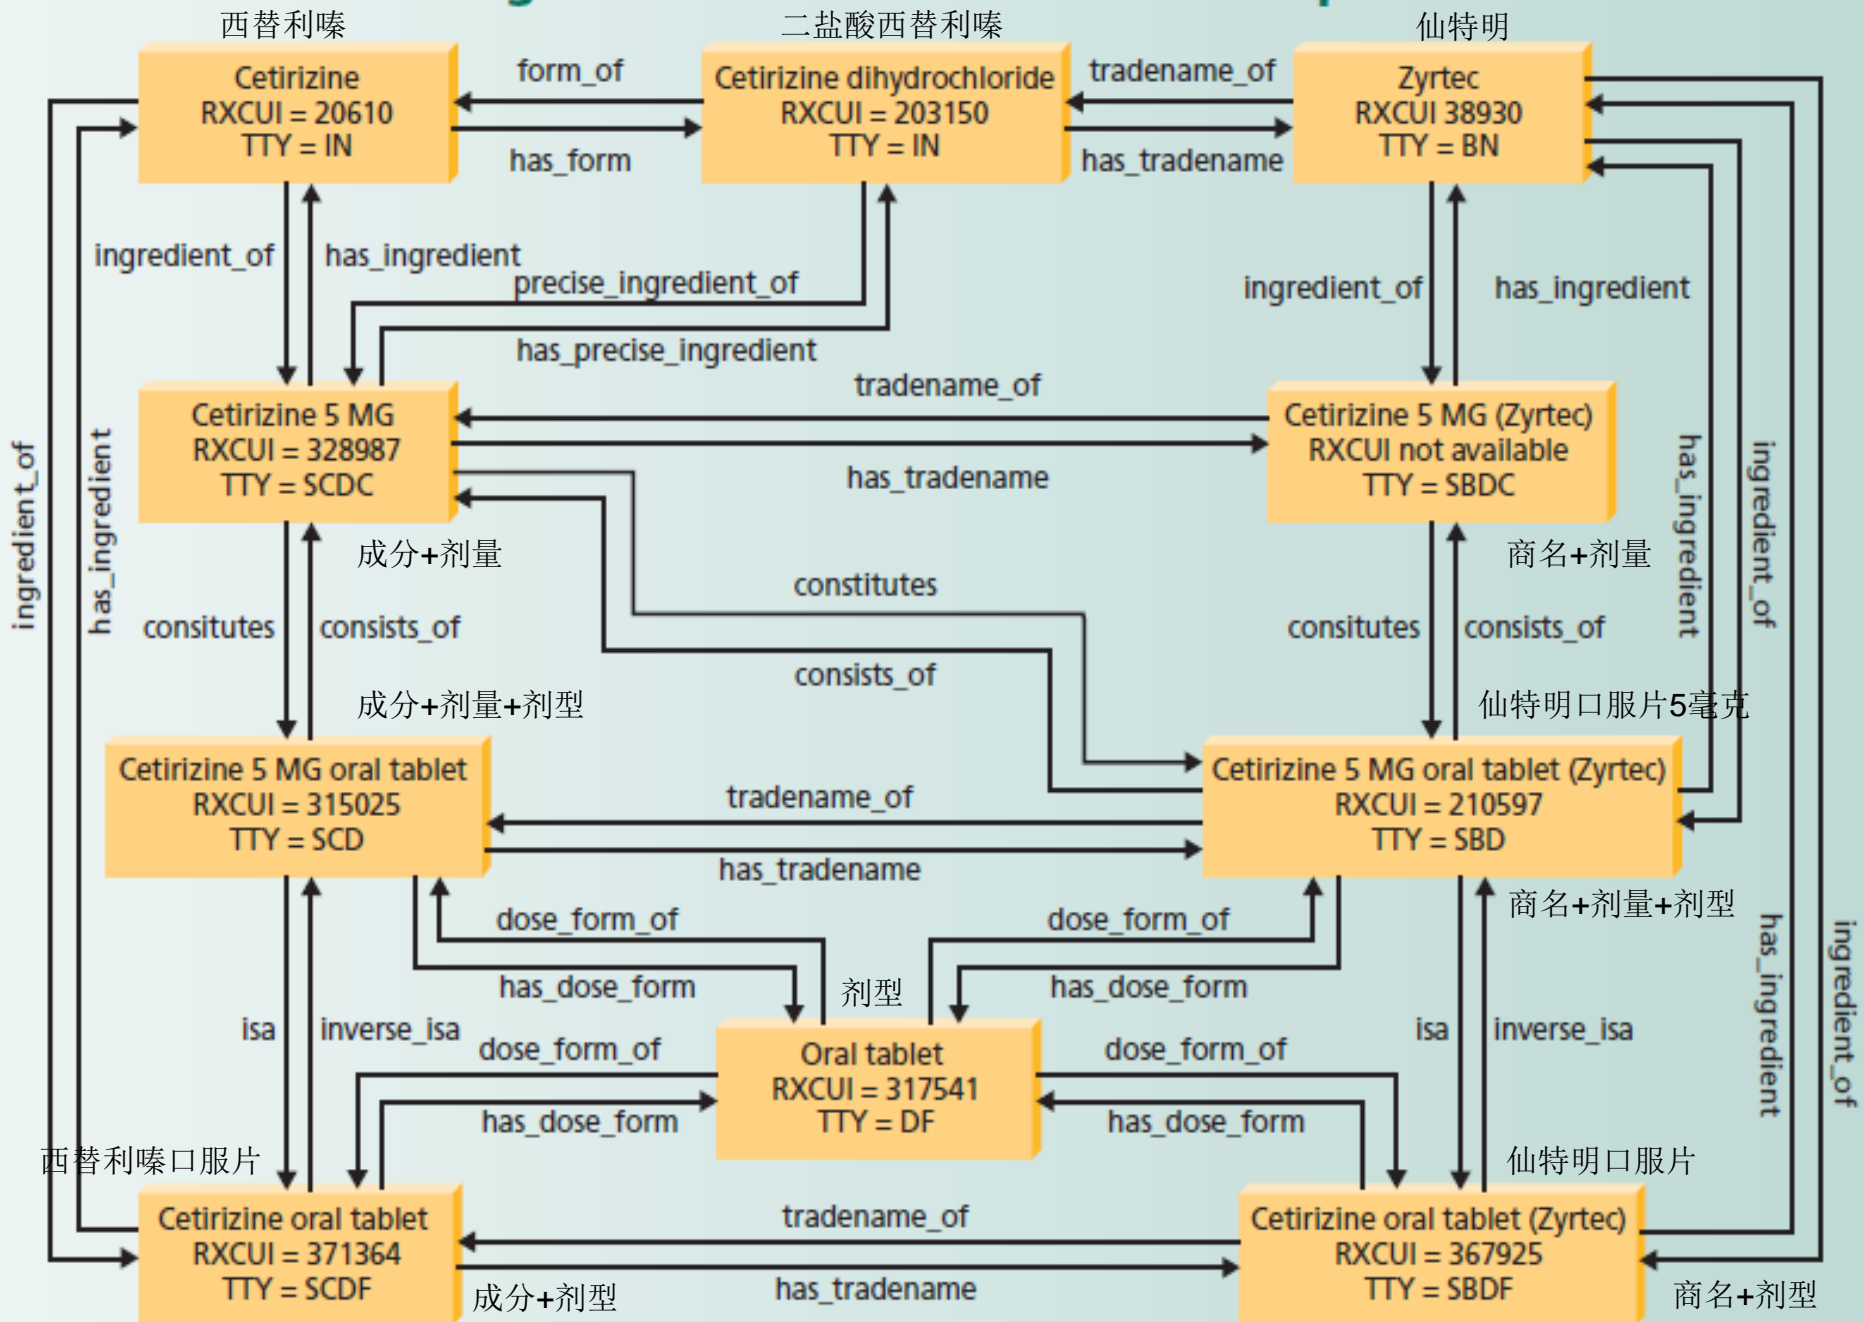 西替利嗪
二盐酸西替利嗪
仙特明
Cetirizine
RXCUI = 20610
TTY = IN
form_of
has_form
Cetirizine dihydrochloride
RXCUI = 203150
TTY = IN
tradename_of
has_tradename
Zyrtec
RXCUI 38930
TTY = BN
ingredient_of
has_ingredient
precise_ingredient_of
has_precise_ingredient
ingredient_of
has_ingredient
Cetirizine 5 MG
RXCUI = 328987
TTY = SCDC
tradename_of
has_tradename
Cetirizine 5 MG (Zyrtec)
RXCUI not available
TTY = SBDC
ingredient_of
has_ingredient
has_ingredient
ingredient_of
成分+剂量
商名+剂量
consitutes
consists_of
constitutes
consists_of
consitutes
consists_of
成分+剂量+剂型
仙特明口服片5毫克
Cetirizine 5 MG oral tablet
RXCUI = 315025
TTY = SCD
tradename_of
has_tradename
Cetirizine 5 MG oral tablet (Zyrtec)
RXCUI = 210597
TTY = SBD
商名+剂量+剂型
dose_form_of
has_dose_form
dose_form_of
has_dose_form
剂型
isa
inverse_isa
isa
inverse_isa
has_ingredient
ingredient_of
dose_form_of
has_dose_form
Oral tablet
RXCUI = 317541
TTY = DF
dose_form_of
has_dose_form
西替利嗪口服片
仙特明口服片
Cetirizine oral tablet
RXCUI = 371364
TTY = SCDF
成分+剂型
tradename_of
has_tradename
Cetirizine oral tablet (Zyrtec)
RXCUI = 367925
TTY = SBDF
商名+剂型